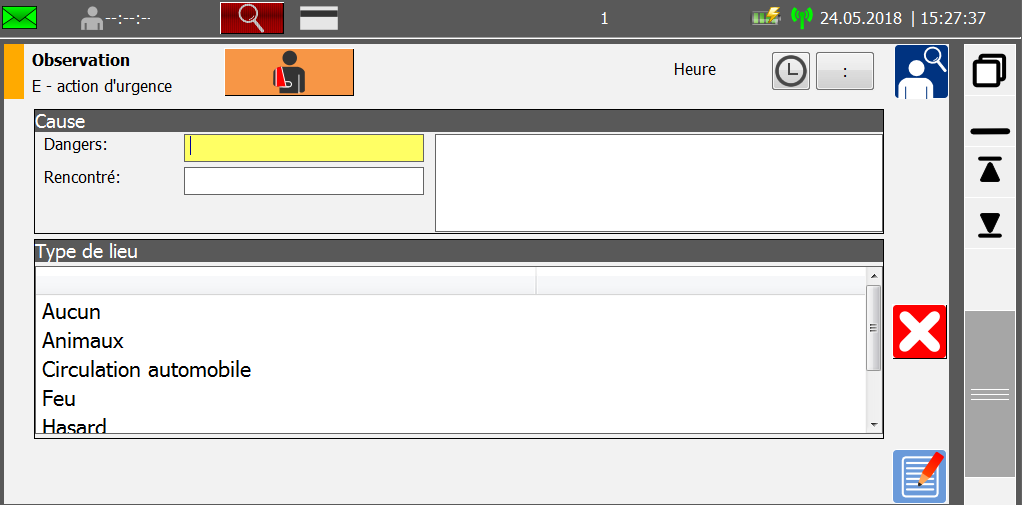 --:--:--
1
24.05.2018 | 15:27:37
Observation
E - action d'urgence
Heure
:
Cause
Dangers:
Rencontré:
Type de lieu
Aucun
Animaux
Circulation automobile
Feu
Hasard